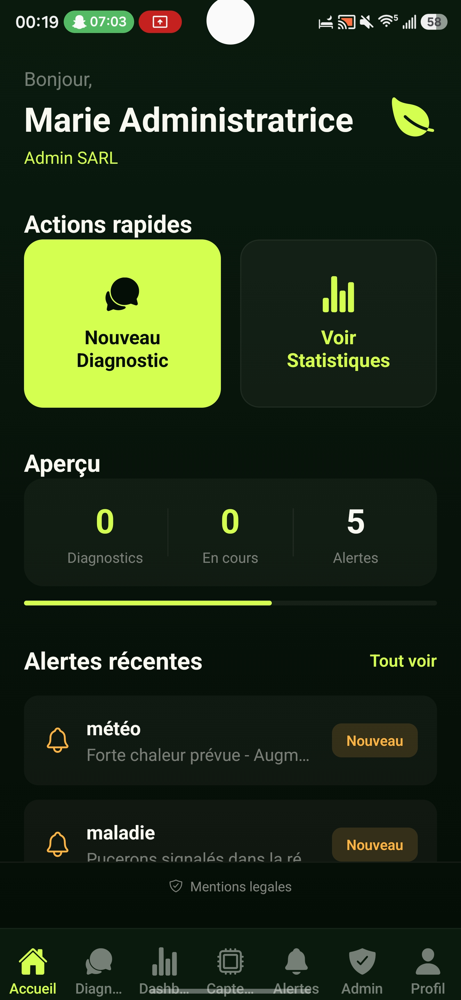 00:19 07:03 5 58
Bonjour,
Marie Administratrice
Admin SARL
Actions rapides
Nouveau
Diagnostic
Voir
Statistiques
Aperçu
0 0 5
Diagnostics En cours Alertes
Alertes récentes Tout voir
météo
Forte chaleur prévue - Augm...
Nouveau
maladie
Pucerons signalés dans la ré
Nouveau
Mentions legales
Accueil Diagn... Dashb... Capte... Alertes Admin Profil